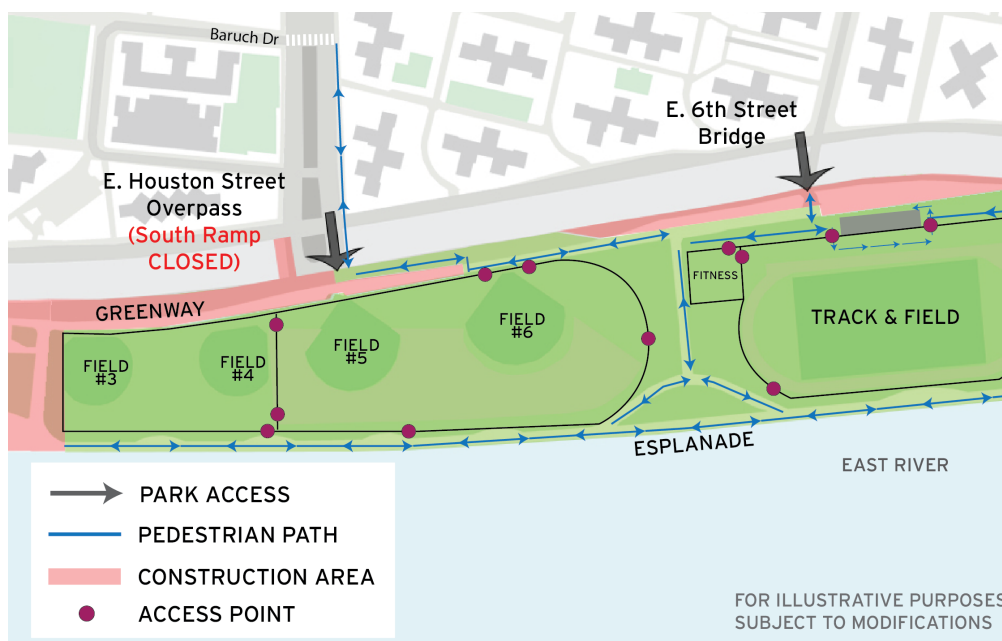 Baruch Dr
E. 6th Street
Bridge
E. Houston Street
Overpass
(South Ramp
CLOSED)
FITNESS
GREENWAY
TRACK & FIELD
FIELD
#6
FIELD
#5
FIELD
#4
FIELD
#3
ESPLANADE
EAST RIVER
PARK ACCESS
PEDESTRIAN PATH
CONSTRUCTION AREA
ACCESS POINT
FOR ILLUSTRATIVE PURPOSES
SUBJECT TO MODIFICATIONS